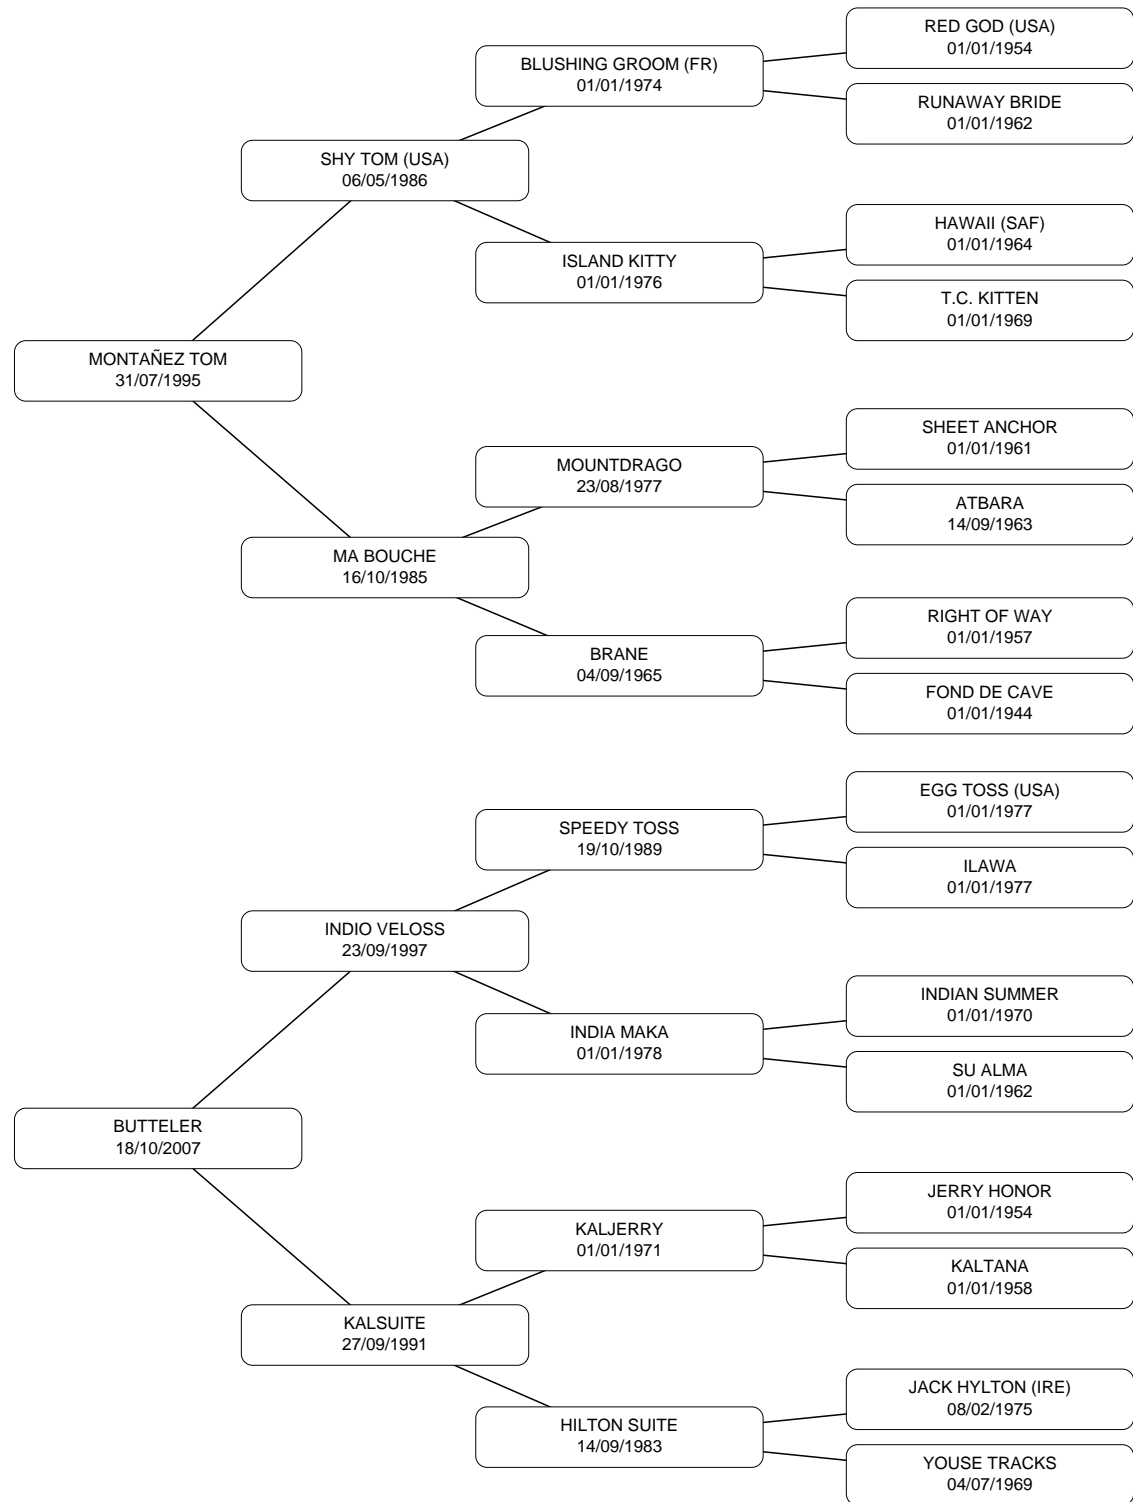 RED GOD (USA)
01/01/1954
BLUSHING GROOM (FR)
01/01/1974
RUNAWAY BRIDE
01/01/1962
SHY TOM (USA)
06/05/1986
HAWAII (SAF)
01/01/1964
ISLAND KITTY
01/01/1976
T.C. KITTEN
01/01/1969
MONTAÑEZ TOM
31/07/1995
SHEET ANCHOR
01/01/1961
MOUNTDRAGO
23/08/1977
ATBARA
14/09/1963
MA BOUCHE
16/10/1985
RIGHT OF WAY
01/01/1957
BRANE
04/09/1965
FOND DE CAVE
01/01/1944
EGG TOSS (USA)
01/01/1977
SPEEDY TOSS
19/10/1989
ILAWA
01/01/1977
INDIO VELOSS
23/09/1997
INDIAN SUMMER
01/01/1970
INDIA MAKA
01/01/1978
SU ALMA
01/01/1962
BUTTELER
18/10/2007
JERRY HONOR
01/01/1954
KALJERRY
01/01/1971
KALTANA
01/01/1958
KALSUITE
27/09/1991
JACK HYLTON (IRE)
08/02/1975
HILTON SUITE
14/09/1983
YOUSE TRACKS
04/07/1969